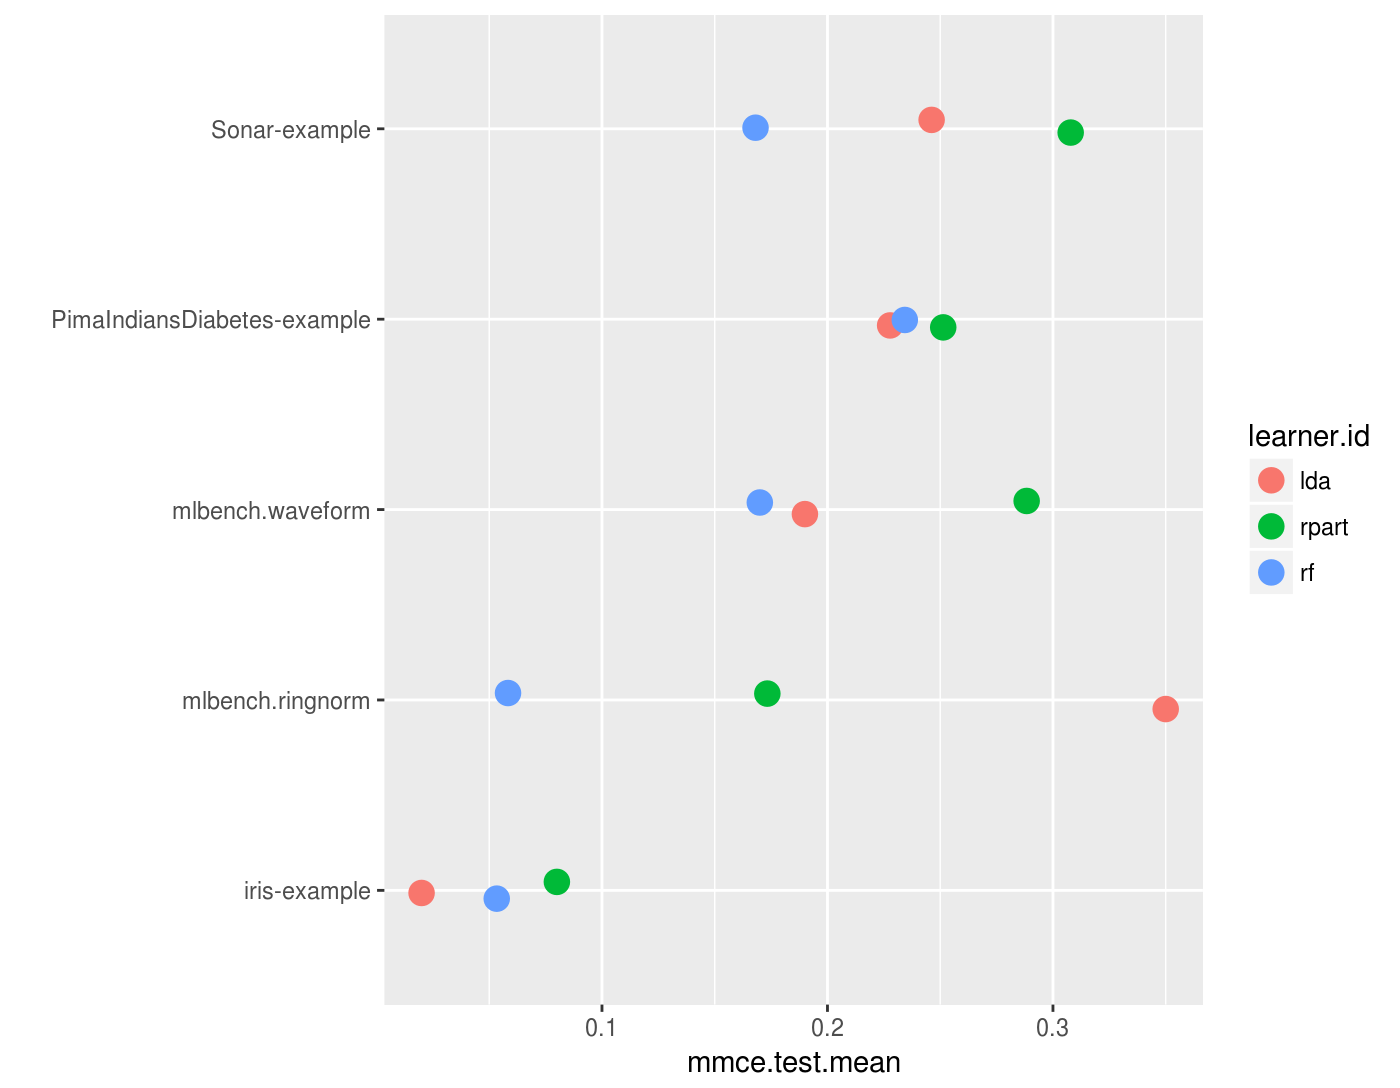 Sonar-example
PimaIndiansDiabetes-example
mlbench.waveform
mlbench.ringnorm
iris-example
0.1 0.2 0.3
mmce.test.mean
learner.id
lda
rpart
rf